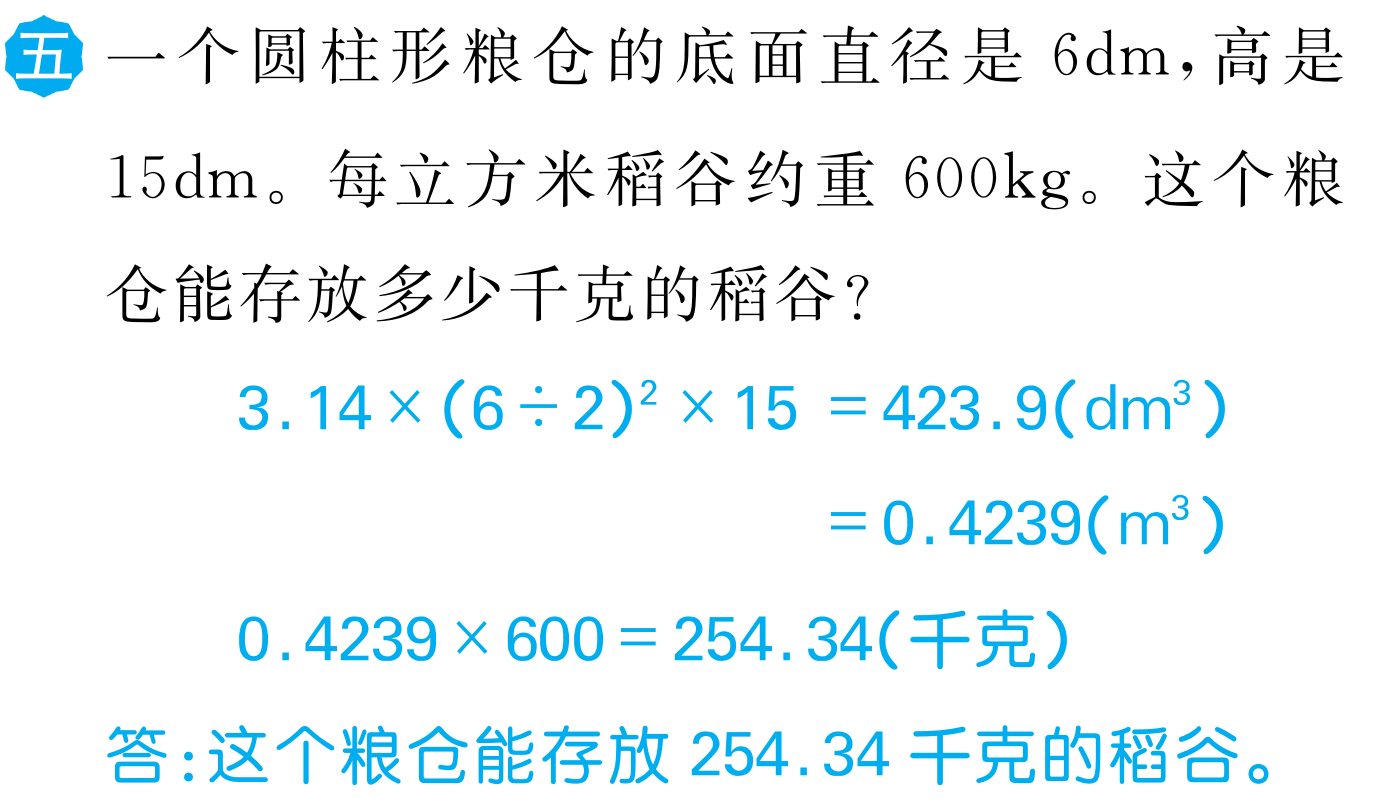 五 一个圆柱形粮仓的底面直径是 6dm,高是
15dm。每立方米稻谷约重 600kg。这个粮
仓能存放多少千克的稻谷?
3.14×(6÷2)² ×15 =423.9(dm³)
=0.4239(m³)
0.4239×600=254.34(千克)
答:这个粮仓能存放 254.34 千克的稻谷。